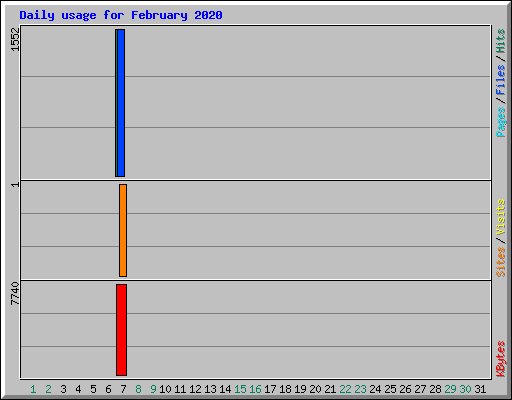 Daily usage for February 2020
1552
1
7740
Pages / Files / Hits
Sites / Visits
KBytes
1 2 3 4 5 6 7 8 9 10 11 12 13 14 15 16 17 18 19 20 21 22 23 24 25 26 27 28 29 30 31